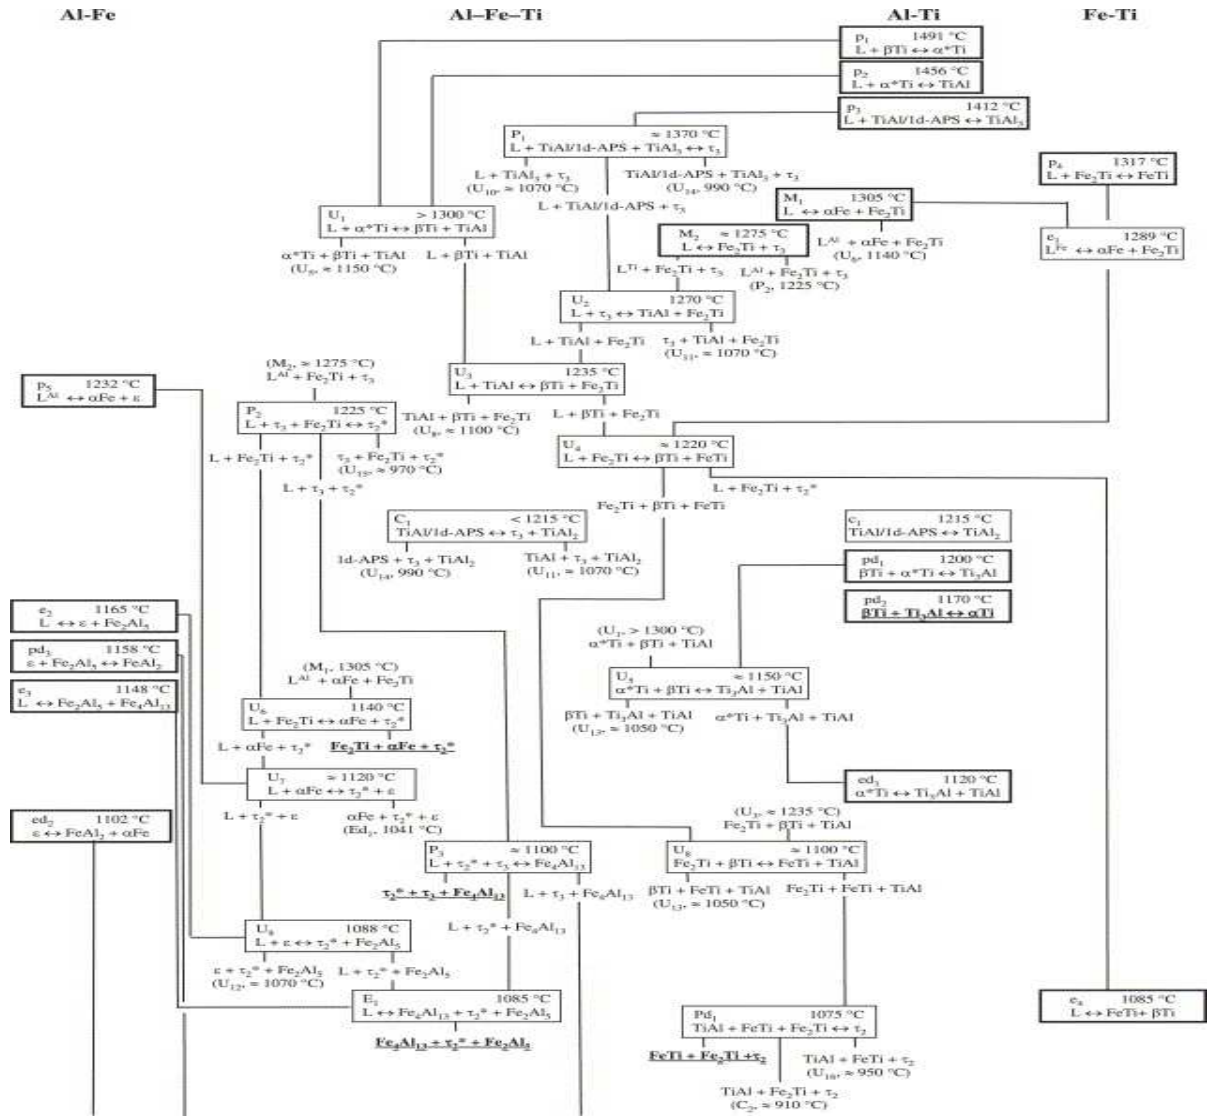 Al-Fe Al–Fe–Ti Al-Ti Fe-Ti
p₁ 1491 °C
L + βTi ↔ α*Ti
p₂ 1456 °C
L + α*Ti ↔ TiAl
p₃ 1412 °C
L + TiAl/1d-APS ↔ TiAl₃
P₁ ≈ 1370 °C
L + TiAl/1d-APS + TiAl₃ ↔ τ₃
p₄ 1317 °C
L + Fe₂Ti ↔ FeTi
L + TiAl₃ + τ₃
(U₁₀, ≈ 1070 °C)
TiAl/1d-APS + TiAl₃ + τ₃
(U₁₄, 990 °C)
L + TiAl/1d-APS + τ₃
M₁ 1305 °C
L ↔ αFe + Fe₂Ti
U₁ > 1300 °C
L + α*Ti ↔ βTi + TiAl
e₁ 1289 °C
L^Fe ↔ αFe + Fe₂Ti
M₂ ≈ 1275 °C
L ↔ Fe₂Ti + τ₃
L^Al + αFe + Fe₂Ti
(U₆, 1140 °C)
α*Ti + βTi + TiAl
(U₅, ≈ 1150 °C)
L + βTi + TiAl
L^Ti + Fe₂Ti + τ₃
L^Al + Fe₂Ti + τ₃
(P₂, 1225 °C)
U₂ 1270 °C
L + τ₃ ↔ TiAl + Fe₂Ti
L + TiAl + Fe₂Ti
τ₃ + TiAl + Fe₂Ti
(U₁₁, ≈ 1070 °C)
(M₂, ≈ 1275 °C)
L^Al + Fe₂Ti + τ₃
U₃ 1235 °C
L + TiAl ↔ βTi + Fe₂Ti
p₅ 1232 °C
L^Al ↔ αFe + ε
P₂ 1225 °C
L + τ₃ + Fe₂Ti ↔ τ₂*
TiAl + βTi + Fe₂Ti
(U₈, ≈ 1100 °C)
L + βTi + Fe₂Ti
U₄ ≈ 1220 °C
L + Fe₂Ti ↔ βTi + FeTi
L + Fe₂Ti + τ₂*
τ₃ + Fe₂Ti + τ₂*
(U₁₅, ≈ 970 °C)
L + τ₃ + τ₂*
L + Fe₂Ti + τ₂*
Fe₂Ti + βTi + FeTi
C₁ < 1215 °C
TiAl/1d-APS ↔ τ₃ + TiAl₂
c₁ 1215 °C
TiAl/1d-APS ↔ TiAl₂
1d-APS + τ₃ + TiAl₂
(U₁₄, 990 °C)
TiAl + τ₃ + TiAl₂
(U₁₁, ≈ 1070 °C)
pd₁ 1200 °C
βTi + α*Ti ↔ Ti₃Al
pd₂ 1170 °C
βTi + Ti₃Al ↔ αTi
e₂ 1165 °C
L ↔ ε + Fe₂Al₅
pd₃ 1158 °C
ε + Fe₂Al₅ ↔ FeAl₂
e₃ 1148 °C
L ↔ Fe₂Al₅ + Fe₄Al₁₃
(U₁, > 1300 °C)
α*Ti + βTi + TiAl
U₅ ≈ 1150 °C
α*Ti + βTi ↔ Ti₃Al + TiAl
(M₁, 1305 °C)
L^Al + αFe + Fe₂Ti
U₆ 1140 °C
L + Fe₂Ti ↔ αFe + τ₂*
βTi + Ti₃Al + TiAl
(U₁₃, ≈ 1050 °C)
α*Ti + Ti₃Al + TiAl
L + αFe + τ₂*
Fe₂Ti + αFe + τ₂*
U₇ ≈ 1120 °C
L + αFe ↔ τ₂* + ε
ed₁ 1120 °C
α*Ti ↔ Ti₃Al + TiAl
ed₂ 1102 °C
ε ↔ FeAl₂ + αFe
L + τ₂* + ε
αFe + τ₂* + ε
(Ed₁, 1041 °C)
(U₃, ≈ 1235 °C)
Fe₂Ti + βTi + TiAl
P₃ ≈ 1100 °C
L + τ₂* + τ₃ ↔ Fe₄Al₁₃
U₈ ≈ 1100 °C
Fe₂Ti + βTi ↔ FeTi + TiAl
τ₂* + τ₃ + Fe₄Al₁₃
L + τ₃ + Fe₄Al₁₃
βTi + FeTi + TiAl
(U₁₃, ≈ 1050 °C)
Fe₂Ti + FeTi + TiAl
L + τ₂* + Fe₄Al₁₃
U₉ 1088 °C
L + ε ↔ τ₂* + Fe₂Al₅
ε + τ₂* + Fe₂Al₅
(U₁₂, ≈ 1070 °C)
L + τ₂* + Fe₂Al₅
E₁ 1085 °C
L ↔ Fe₄Al₁₃ + τ₂* + Fe₂Al₅
e₄ 1085 °C
L ↔ FeTi + βTi
Pd₁ 1075 °C
TiAl + FeTi + Fe₂Ti ↔ τ₂
Fe₄Al₁₃ + τ₂* + Fe₂Al₅
FeTi + Fe₂Ti +τ₂
TiAl + FeTi + τ₂
(U₁₆, ≈ 950 °C)
TiAl + Fe₂Ti + τ₂
(C₂, ≈ 910 °C)